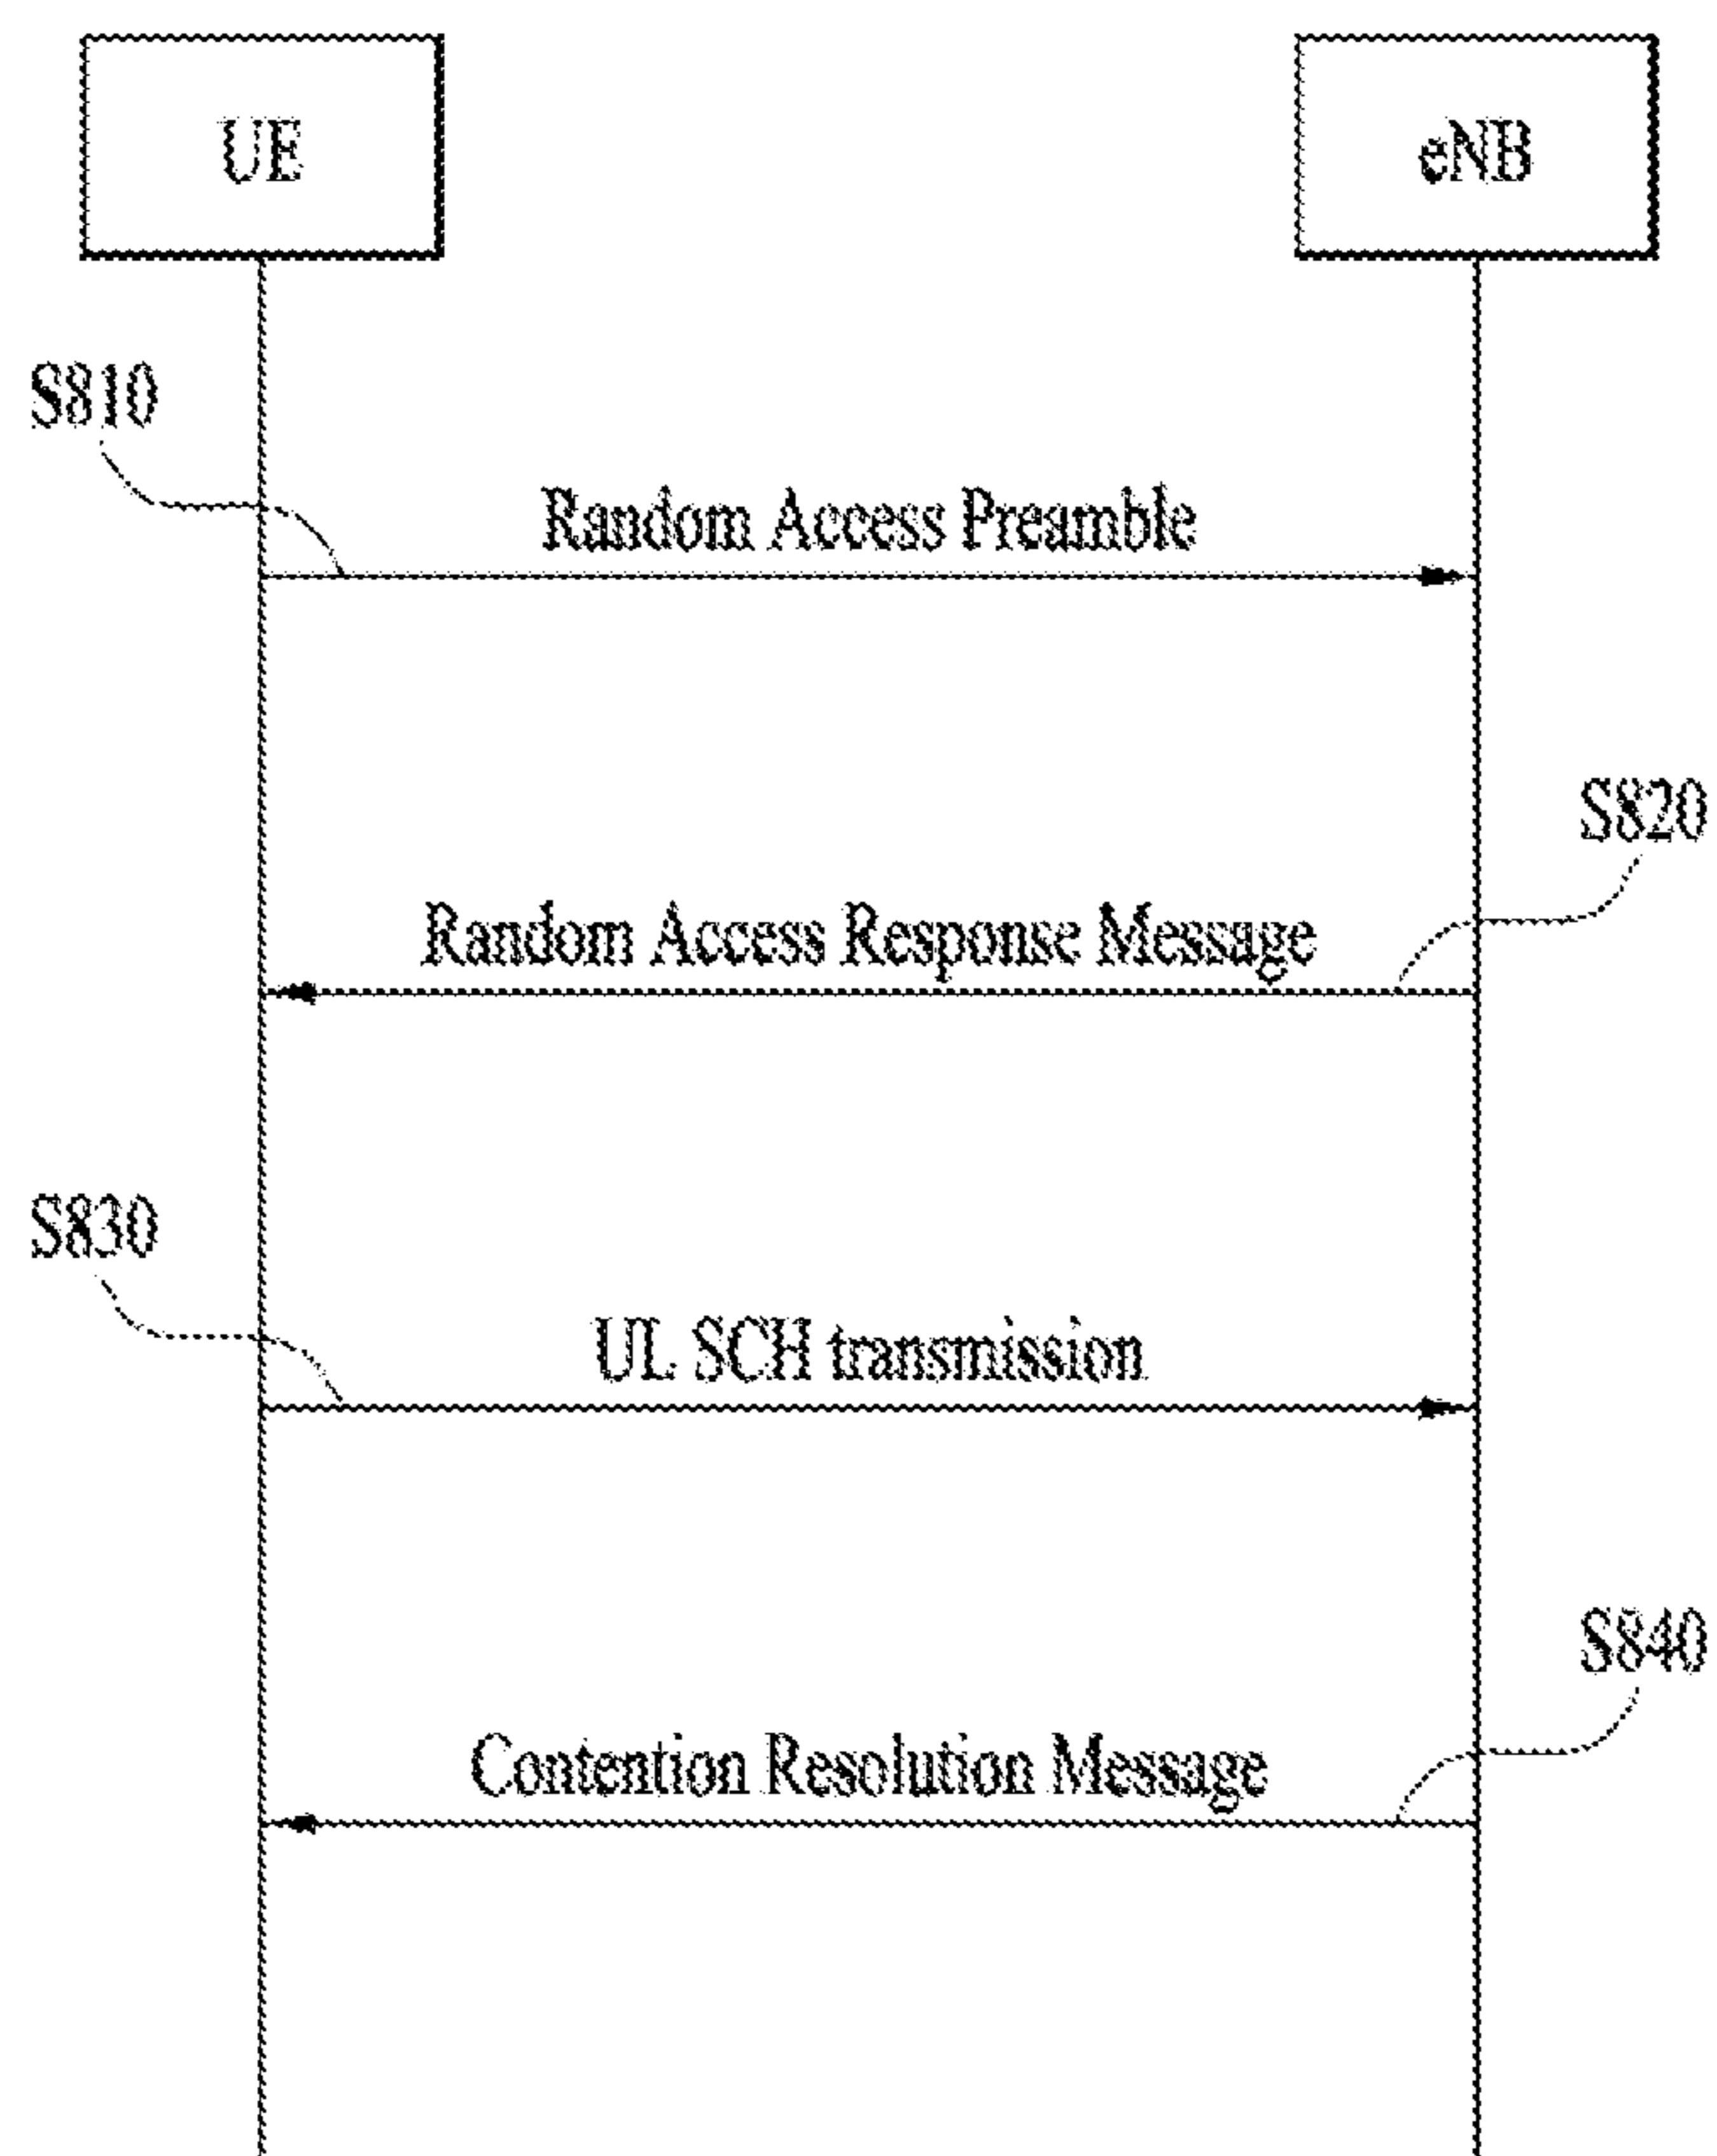 UE
eNB
S810
Random Access Preamble
S820
Random Access Response Message
S830
UL SCH transmission
S840
Contention Resolution Message